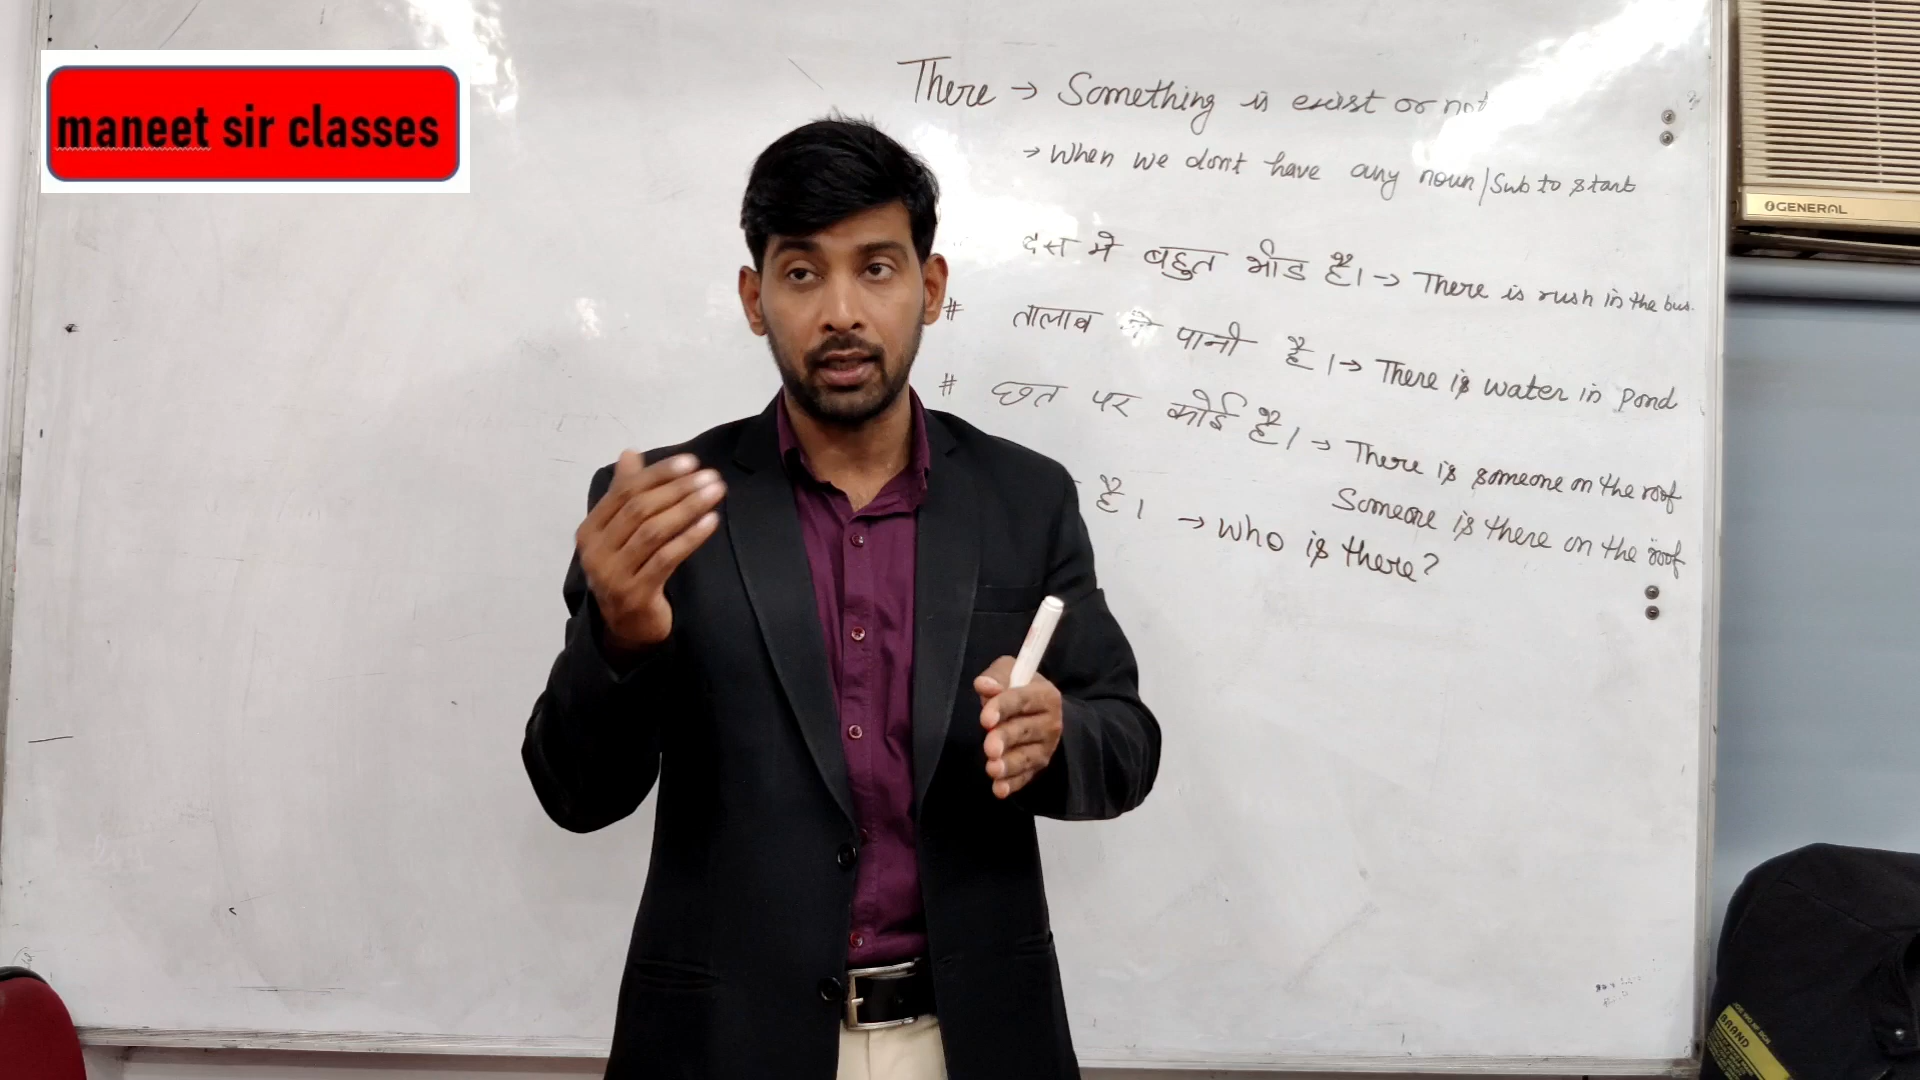 maneet sir classes
There → Something is exist or not
→ When we dont have any noun/Sub to start
में बहुत भीड है। → There is rush in the bus.
# तालाब में पानी है। → There is water in pond
# छत पर कोई है। → There is someone on the roof
Someone is there on the roof
है। → Who is there?
OGENERAL
BRAND